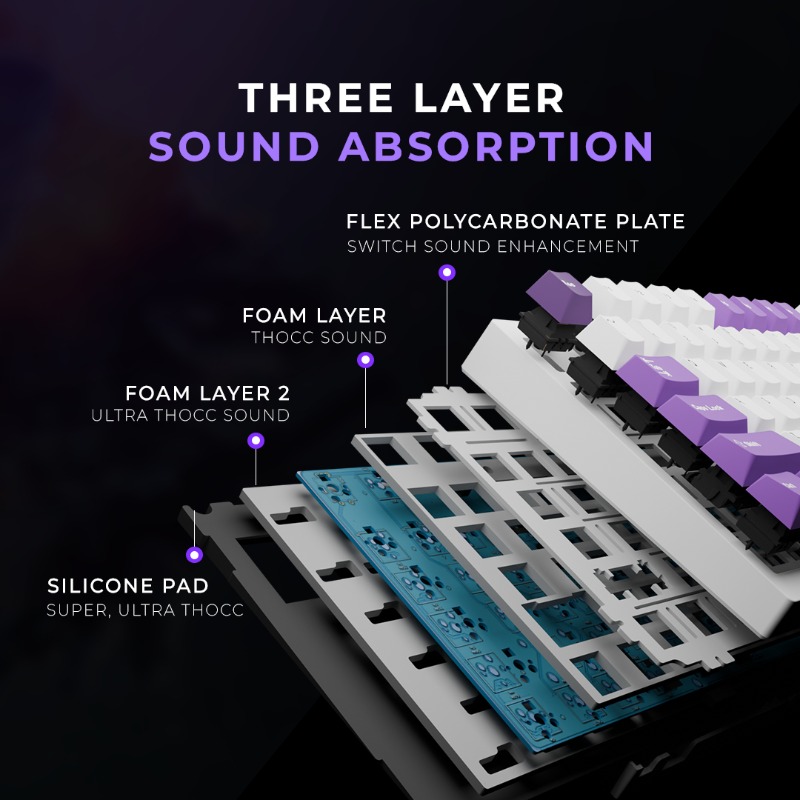 THREE LAYER
SOUND ABSORPTION
FLEX POLYCARBONATE PLATE
SWITCH SOUND ENHANCEMENT
FOAM LAYER
THOCC SOUND
FOAM LAYER 2
ULTRA THOCC SOUND
SILICONE PAD
SUPER, ULTRA THOCC